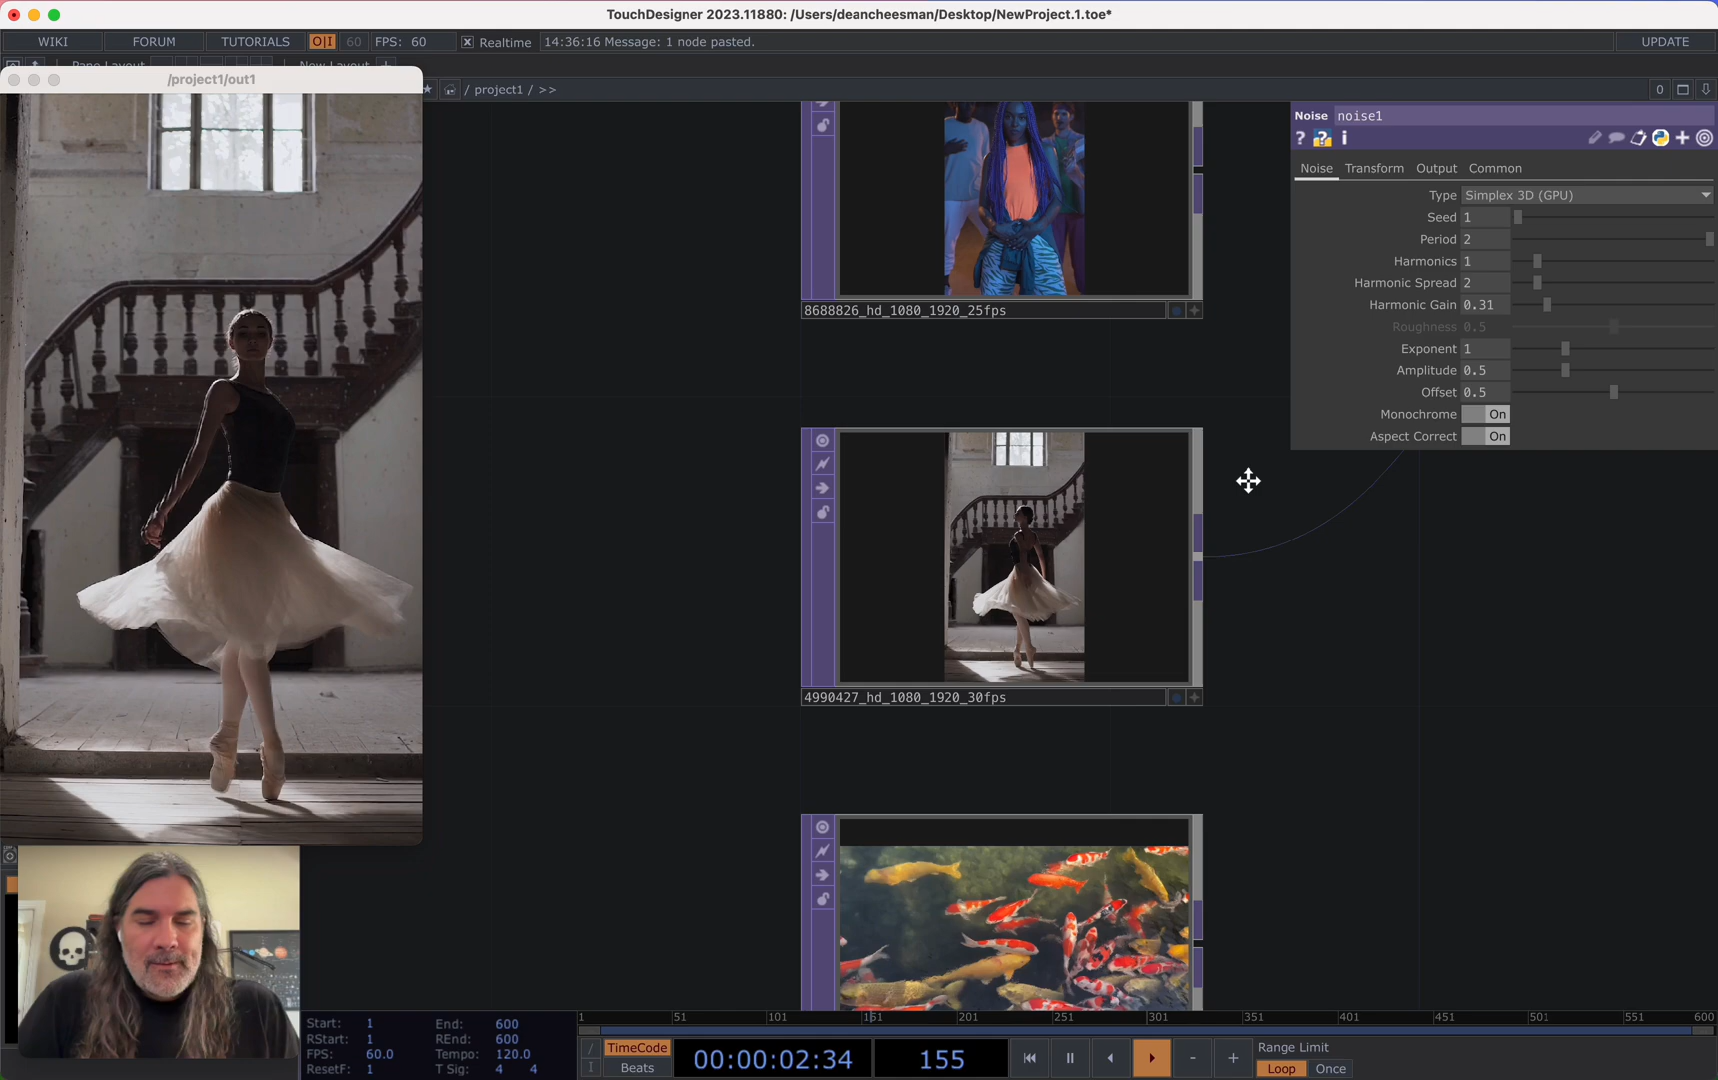 TouchDesigner 2023.11880: /Users/deancheesman/Desktop/NewProject.1.toe*
WIKI FORUM TUTORIALS O|I 60 FPS: 60 Realtime 14:36:16 Message: 1 node pasted. UPDATE
Pane Layout New Layout
/project1/out1
/ project1 / >> 0
Noise noise1
Noise Transform Output Common
Type Simplex 3D (GPU)
Seed 1
Period 2
Harmonics 1
Harmonic Spread 2
Harmonic Gain 0.31
Roughness 0.5
Exponent 1
Amplitude 0.5
Offset 0.5
Monochrome On
Aspect Correct On
8688826_hd_1080_1920_25fps
4990427_hd_1080_1920_30fps
1 51 101 151 201 251 301 351 401 451 501 551 600
Start: 1 End: 600
RStart: 1 REnd: 600
FPS: 60.0 Tempo: 120.0
ResetF: 1 T Sig: 4 4
TimeCode
Beats
00:00:02:34 155
Range Limit
Loop Once